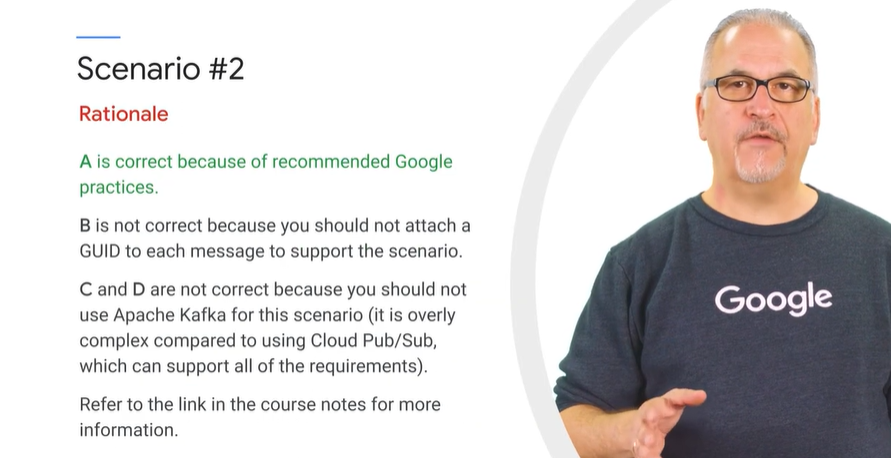 Scenario #2
Rationale
A is correct because of recommended Google
practices.
B is not correct because you should not attach a
GUID to each message to support the scenario.
C and D are not correct because you should not
use Apache Kafka for this scenario (it is overly
complex compared to using Cloud Pub/Sub,
which can support all of the requirements).
Refer to the link in the course notes for more
information.
Google